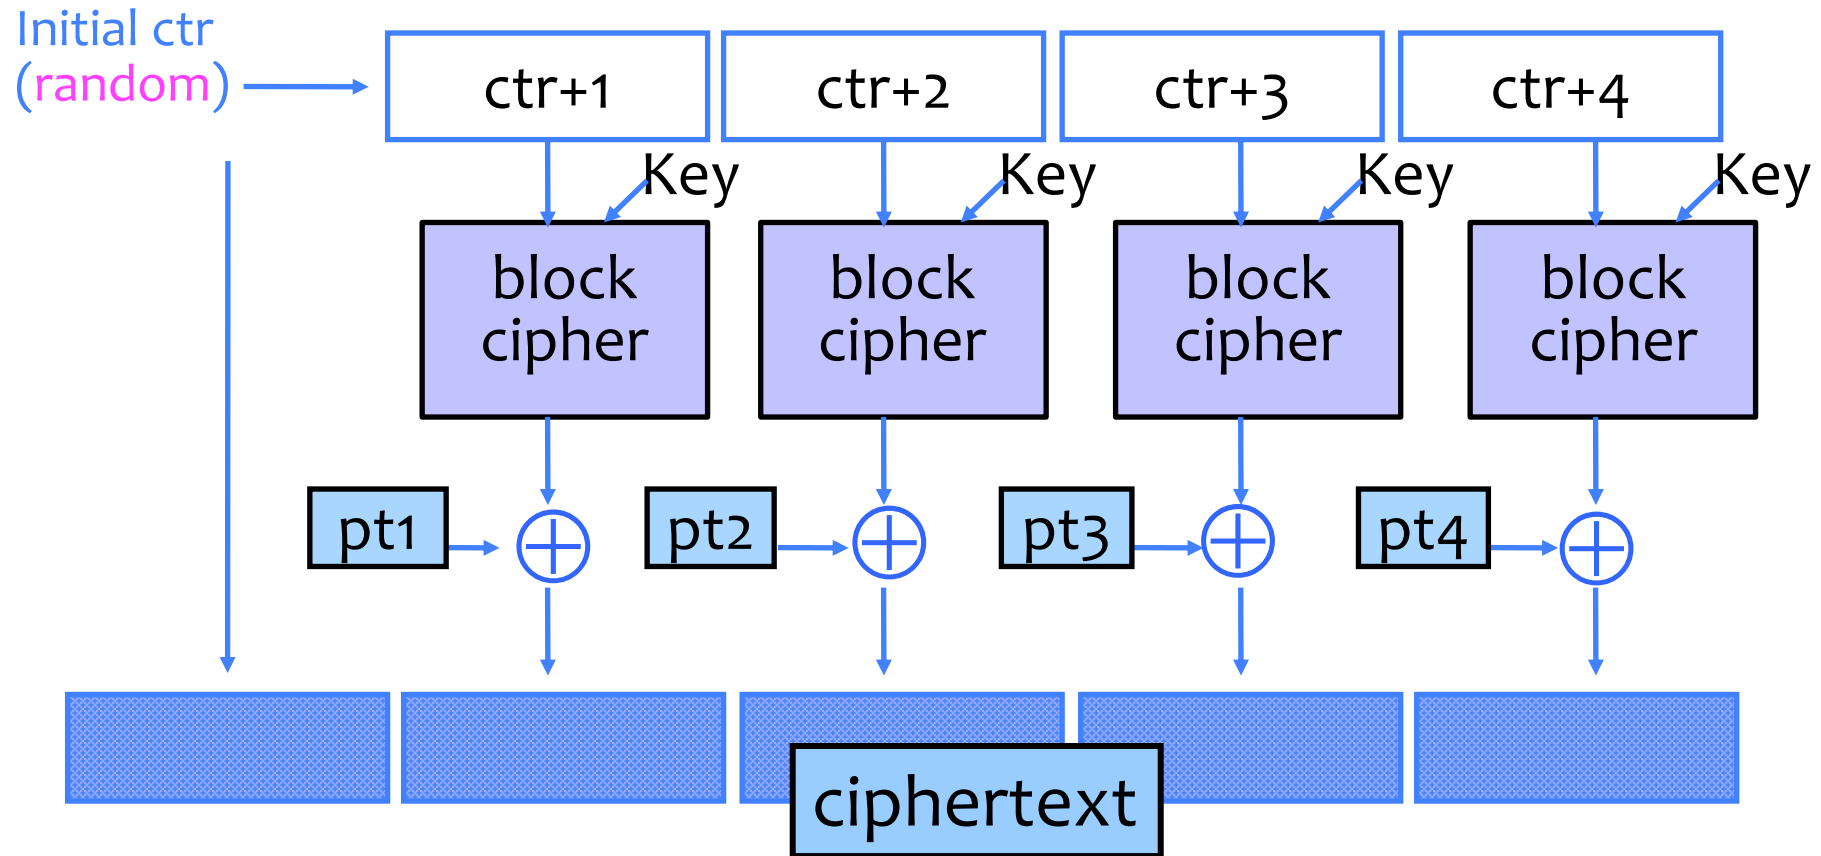 Initial ctr
(random)
ctr+1
ctr+2
ctr+3
ctr+4
Key
Key
Key
Key
block
cipher
block
cipher
block
cipher
block
cipher
pt1
pt2
pt3
pt4
ciphertext